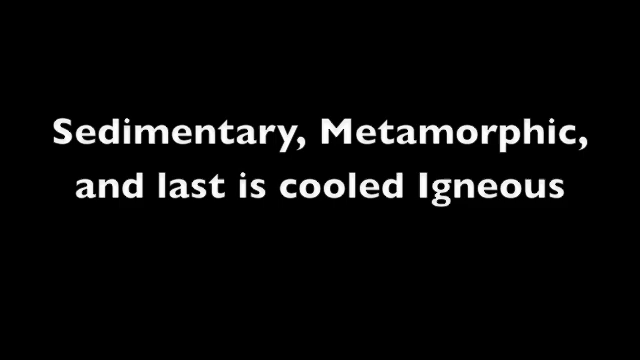 Sedimentary, Metamorphic,
and last is cooled Igneous